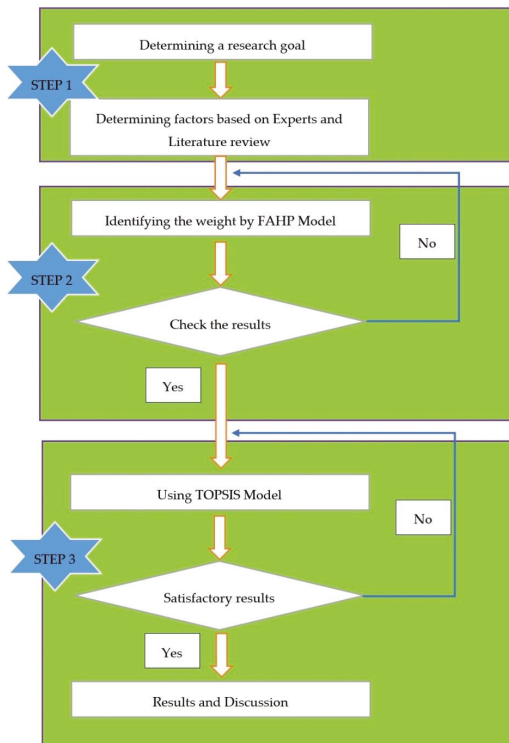 Determining a research goal
STEP 1
Determining factors based on Experts and
Literature review
Identifying the weight by FAHP Model
No
STEP 2
Check the results
Yes
Using TOPSIS Model
No
STEP 3
Satisfactory results
Yes
Results and Discussion